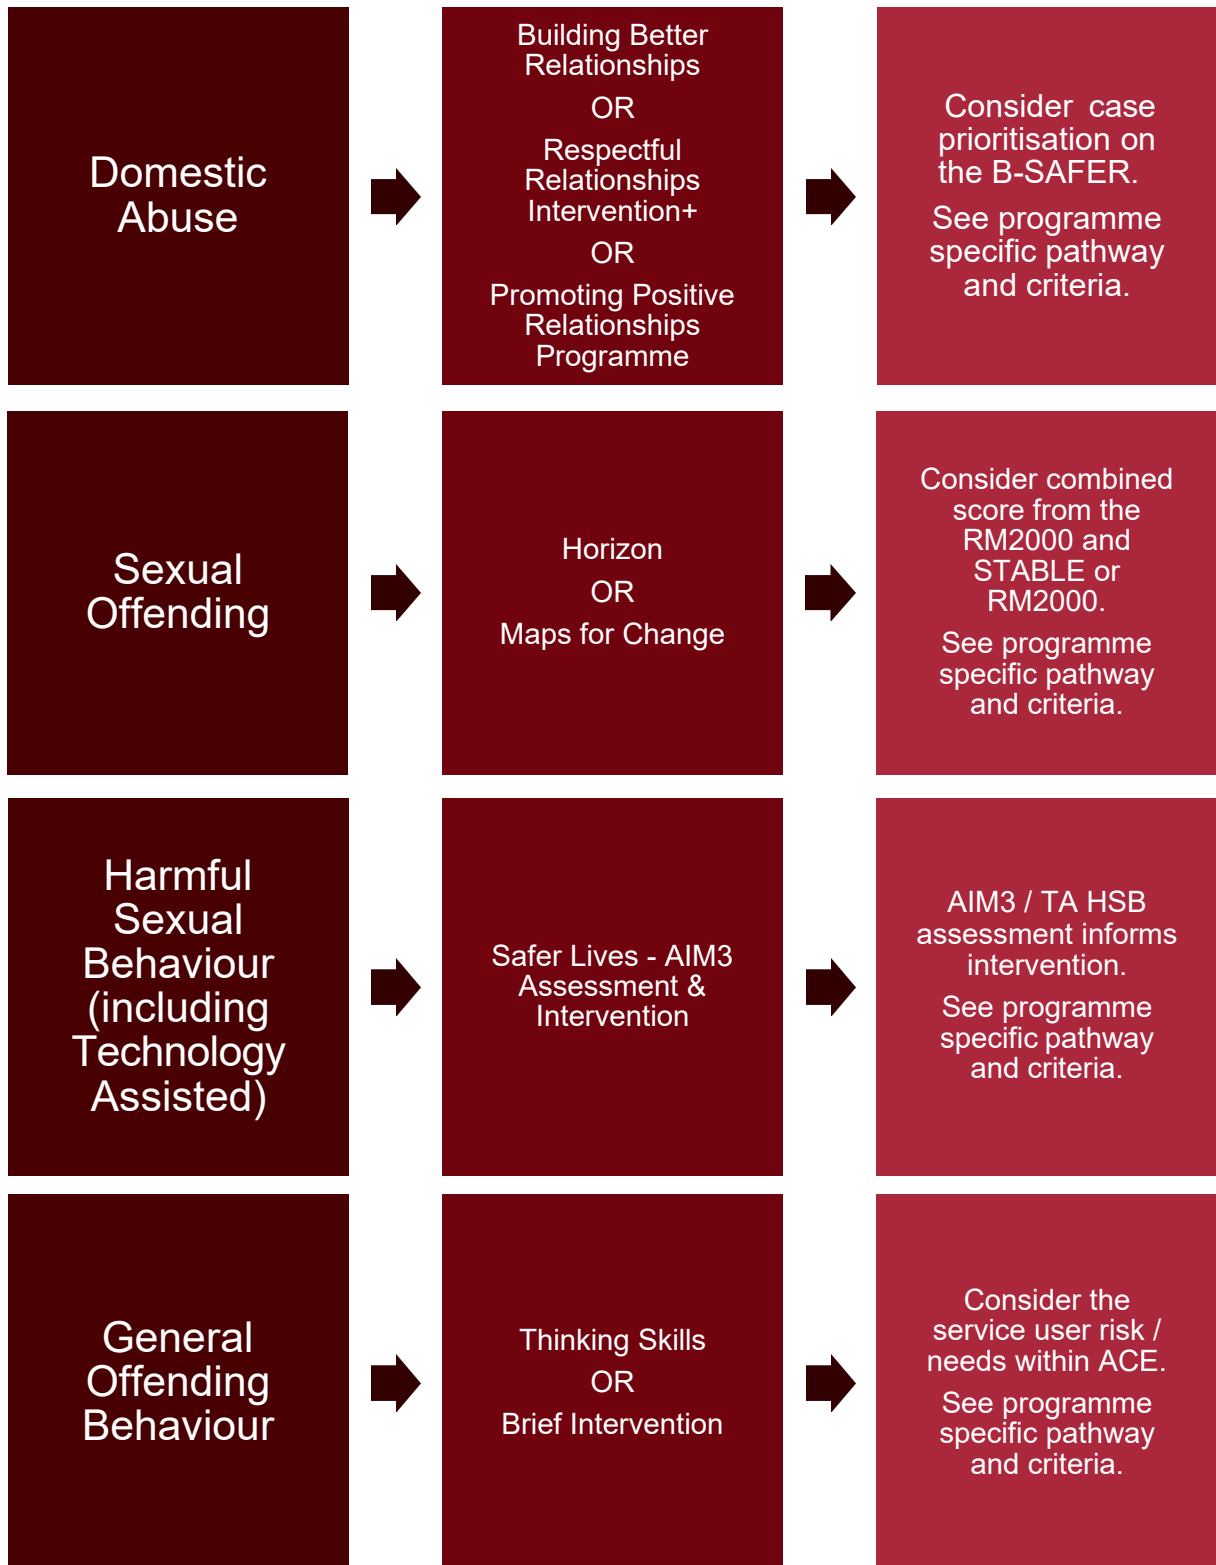 Domestic
Abuse
Building Better
Relationships
OR
Respectful
Relationships
Intervention+
OR
Promoting Positive
Relationships
Programme
Consider case
prioritisation on
the B-SAFER.
See programme
specific pathway
and criteria.
Sexual
Offending
Horizon
OR
Maps for Change
Consider combined
score from the
RM2000 and
STABLE or
RM2000.
See programme
specific pathway
and criteria.
Harmful
Sexual
Behaviour
(including
Technology
Assisted)
Safer Lives - AIM3
Assessment &
Intervention
AIM3 / TA HSB
assessment informs
intervention.
See programme
specific pathway
and criteria.
General
Offending
Behaviour
Thinking Skills
OR
Brief Intervention
Consider the
service user risk /
needs within ACE.
See programme
specific pathway
and criteria.